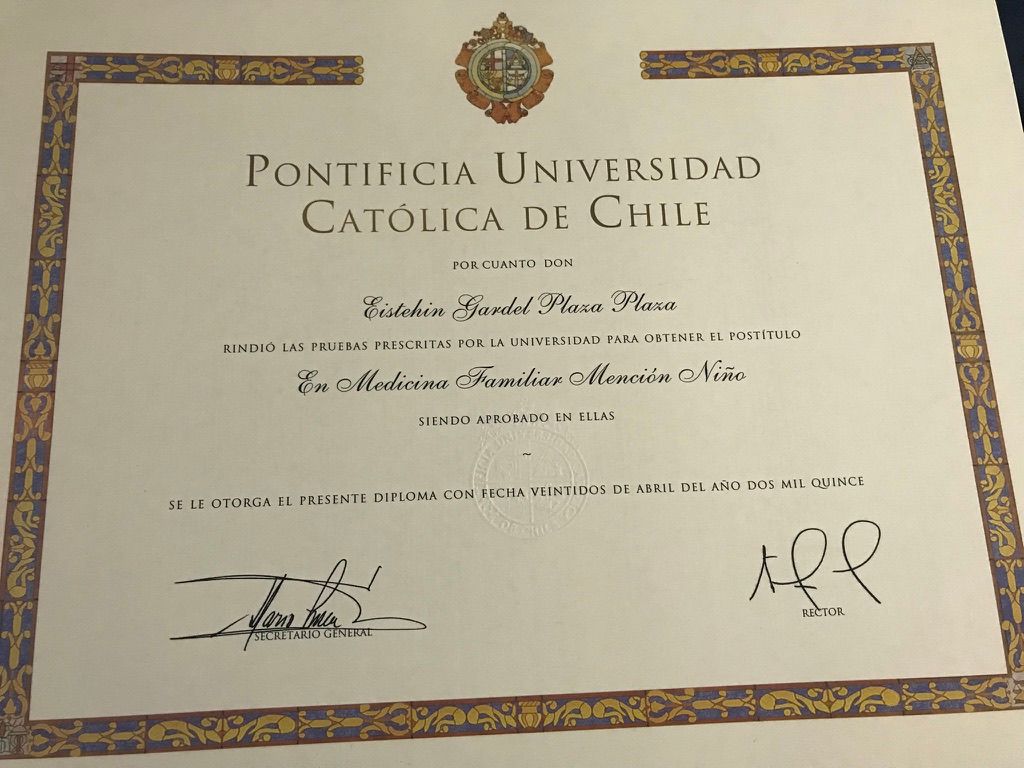 PONTIFICIA UNIVERSIDAD
CATÓLICA DE CHILE
POR CUANTO DON
Eistehin Gardel Plaza Plaza
RINDIÓ LAS PRUEBAS PRESCRITAS POR LA UNIVERSIDAD PARA OBTENER EL POSTÍTULO
En Medicina Familiar Mención Niño
SIENDO APROBADO EN ELLAS
~
SE LE OTORGA EL PRESENTE DIPLOMA CON FECHA VEINTIDOS DE ABRIL DEL AÑO DOS MIL QUINCE
SECRETARIO GENERAL
RECTOR